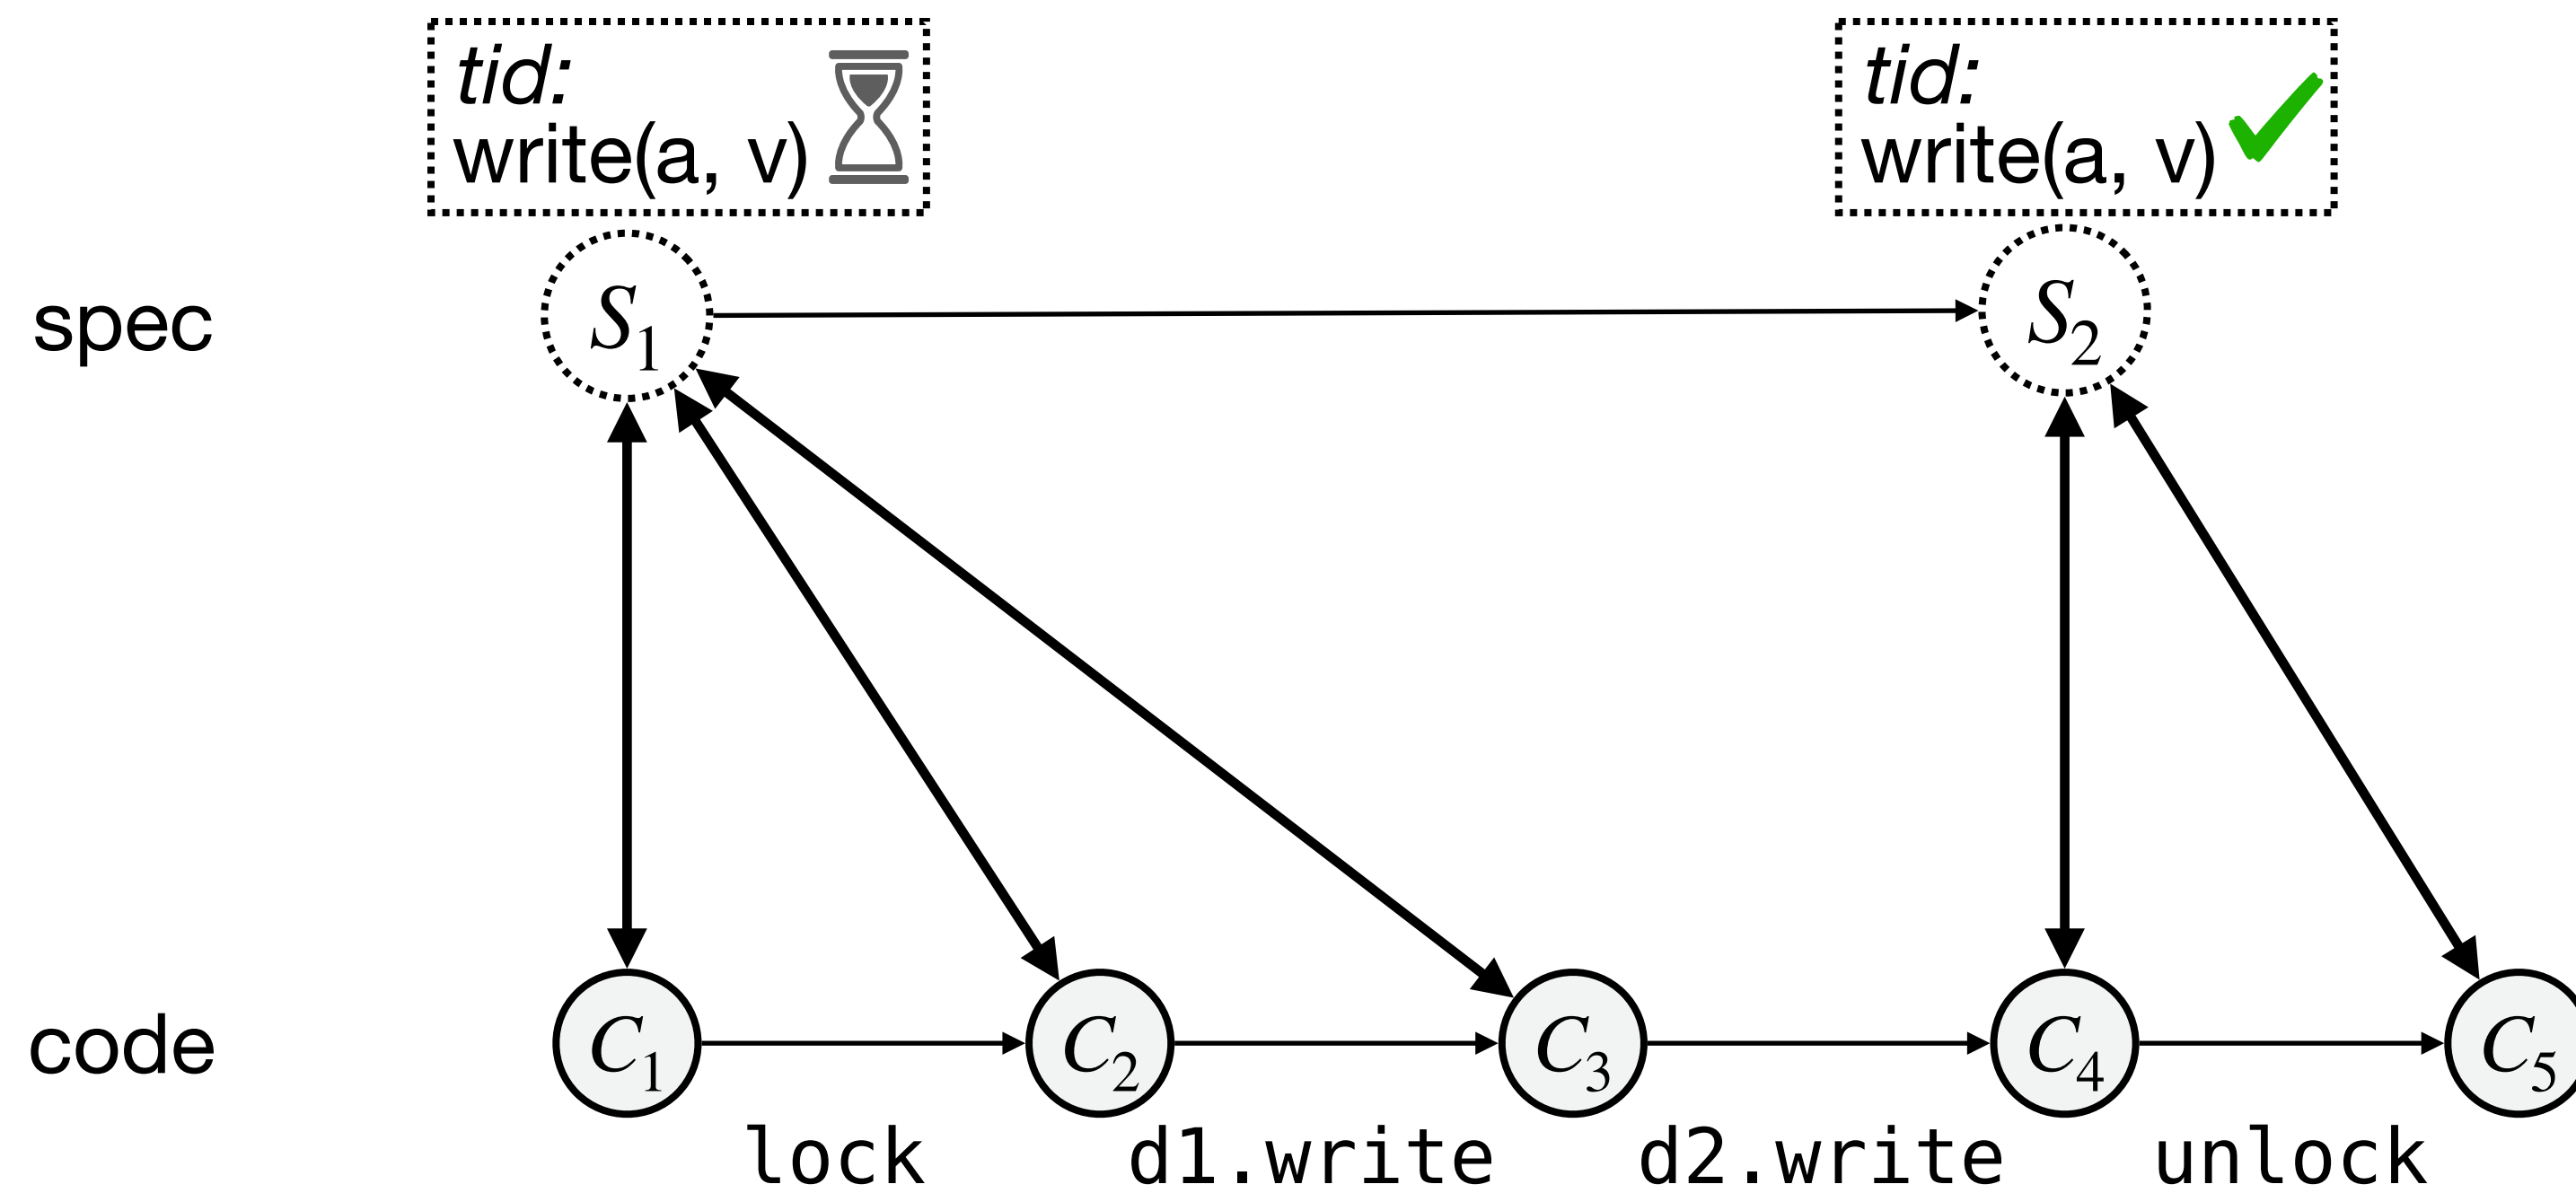 tid:
write(a, v)
tid:
write(a, v)
spec
S₁
S₂
code
C₁
C₂
C₃
C₄
C₅
lock
d1.write
d2.write
unlock